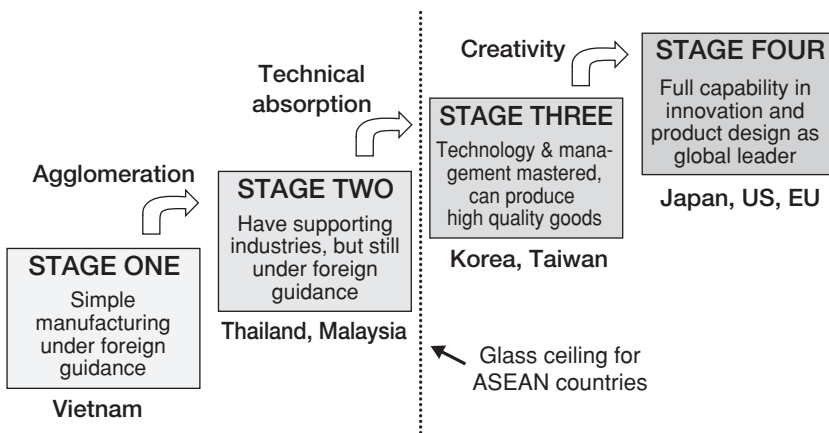 Agglomeration
STAGE ONE
Simple
manufacturing
under foreign
guidance
Vietnam
Technical
absorption
STAGE TWO
Have supporting
industries, but still
under foreign
guidance
Thailand, Malaysia
Creativity
STAGE THREE
Technology & mana-
gement mastered,
can produce
high quality goods
Korea, Taiwan
STAGE FOUR
Full capability in
innovation and
product design as
global leader
Japan, US, EU
Glass ceiling for
ASEAN countries